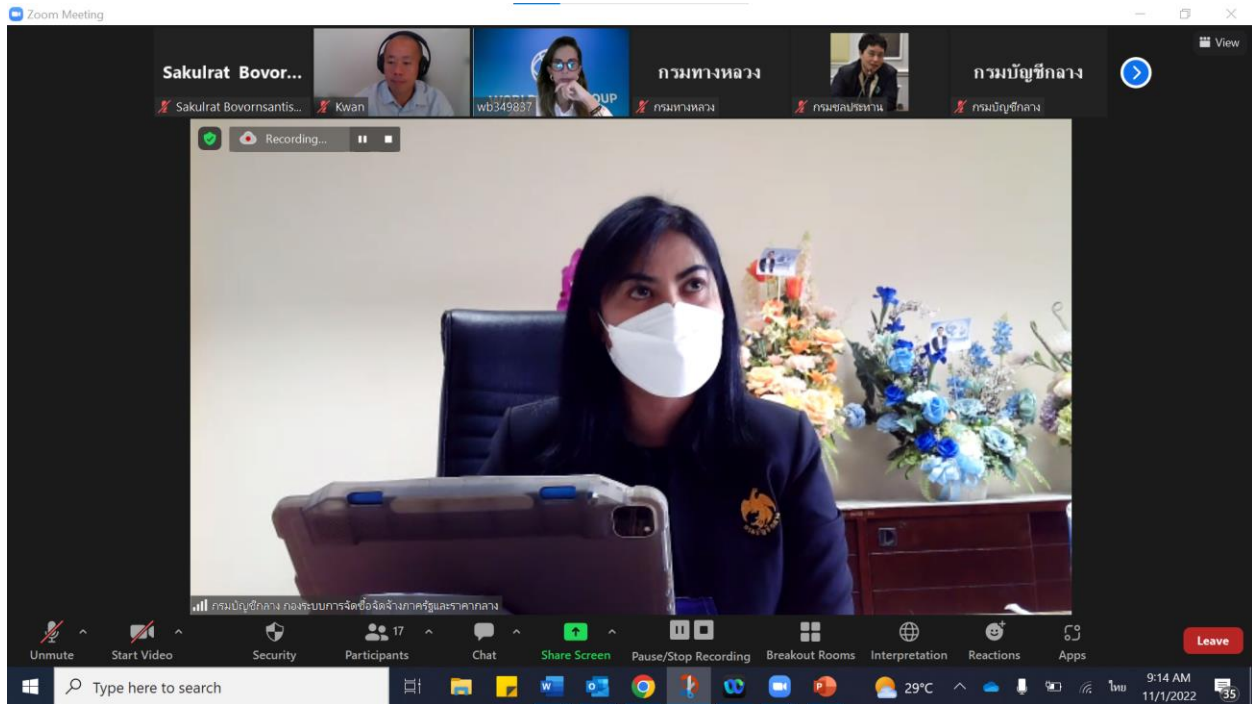 Zoom Meeting
View
Sakulrat Bovor...
กรมทางหลวง
กรมบัญชีกลาง
Sakulrat Bovornsantis...
Kwan
wb349837
กรมทางหลวง
กรมชลประทาน
กรมบัญชีกลาง
Recording...
กรมบัญชีกลาง กองระบบการจัดซื้อจัดจ้างภาครัฐและราคากลาง
17
Unmute
Start Video
Security
Participants
Chat
Share Screen
Pause/Stop Recording
Breakout Rooms
Interpretation
Reactions
Apps
Leave
Type here to search
29°C
ไทย
9:14 AM
11/1/2022
35